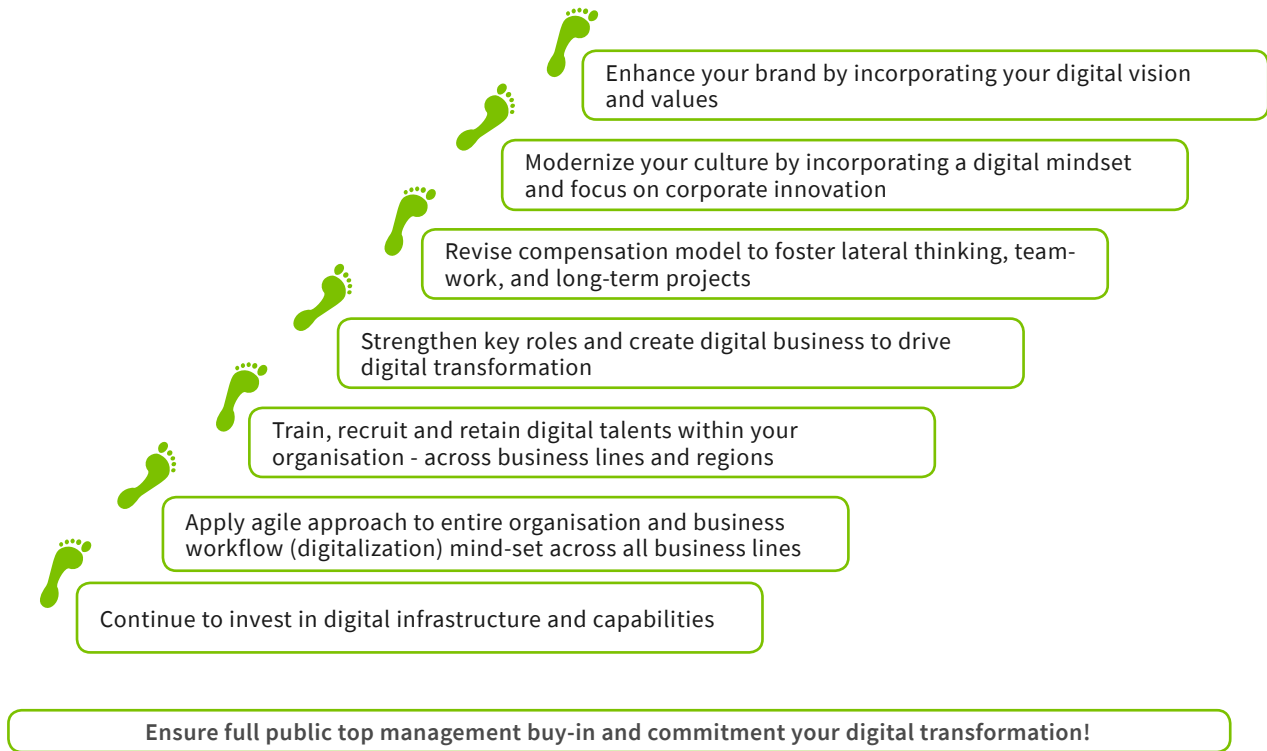 Enhance your brand by incorporating your digital vision
and values
Modernize your culture by incorporating a digital mindset
and focus on corporate innovation
Revise compensation model to foster lateral thinking, team-
work, and long-term projects
Strengthen key roles and create digital business to drive
digital transformation
Train, recruit and retain digital talents within your
organisation - across business lines and regions
Apply agile approach to entire organisation and business
workflow (digitalization) mind-set across all business lines
Continue to invest in digital infrastructure and capabilities
Ensure full public top management buy-in and commitment your digital transformation!